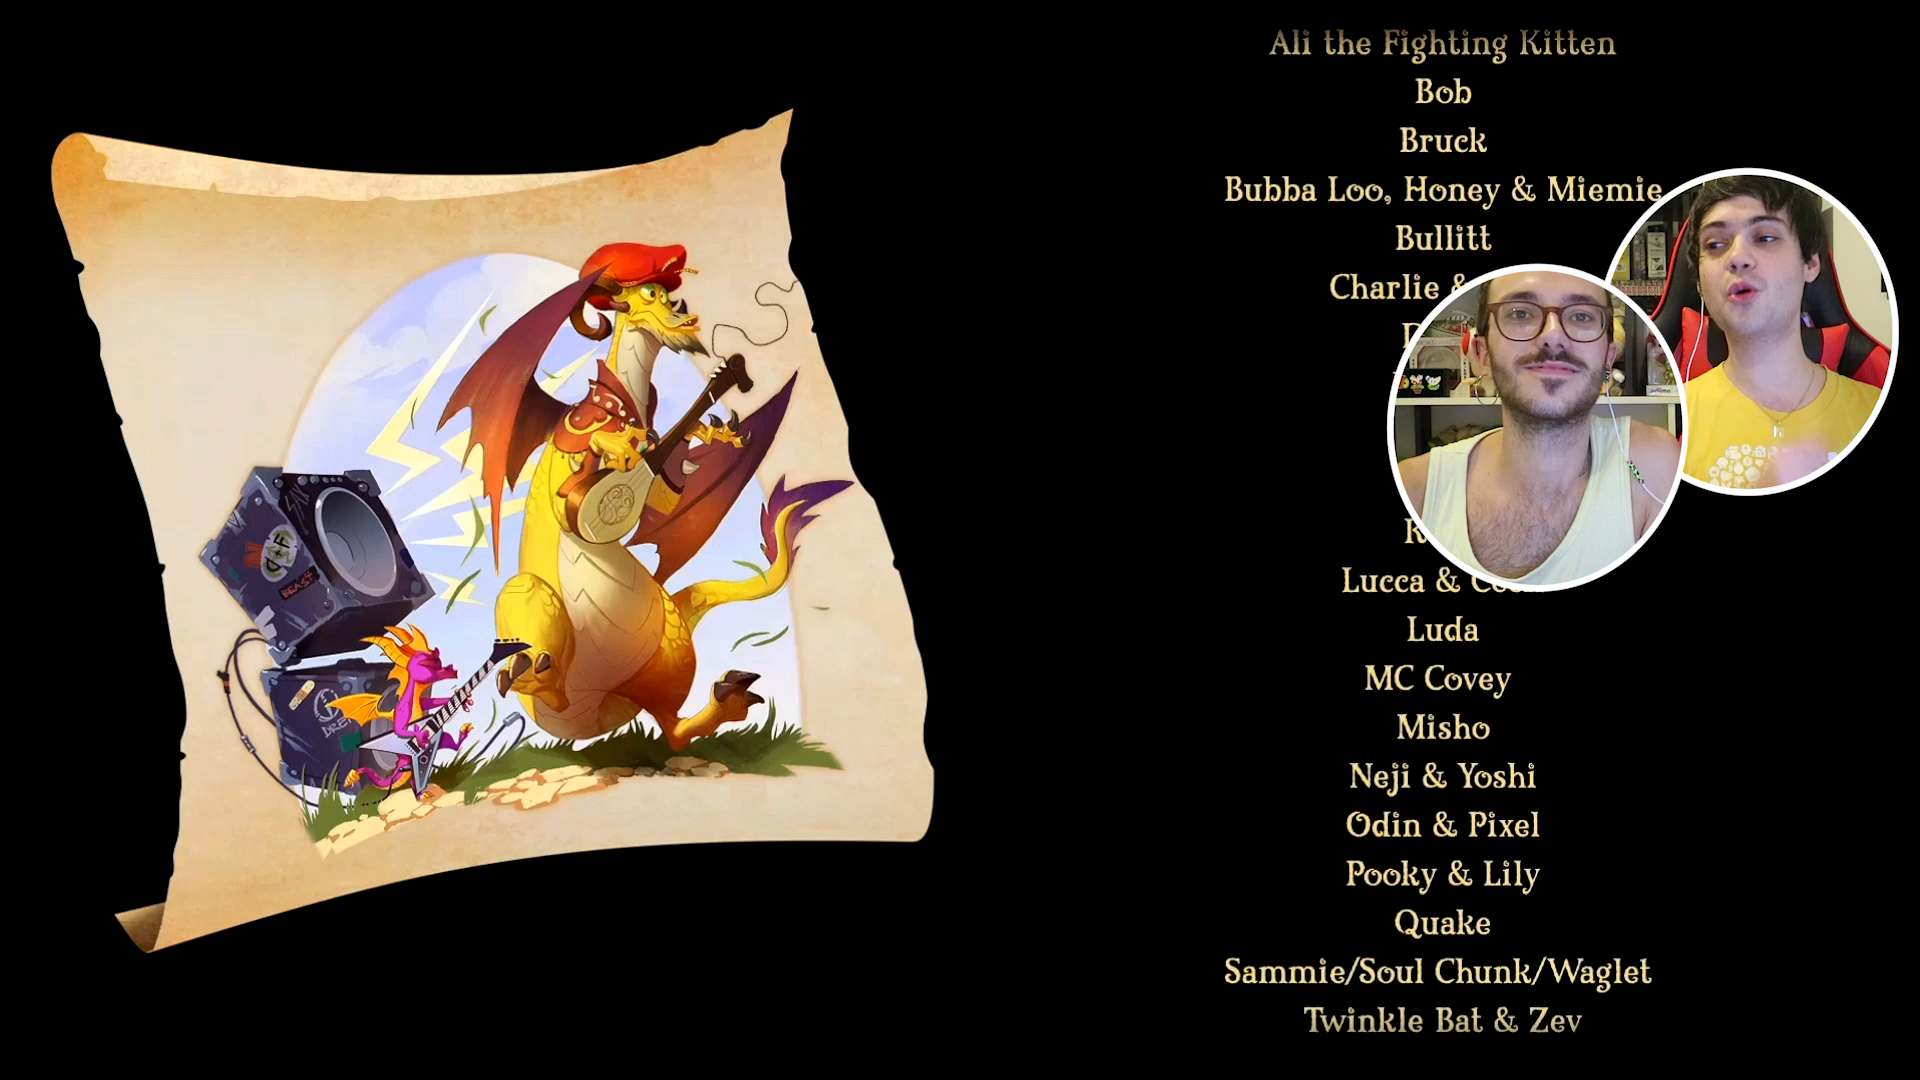 Ali the Fighting Kitten
Bob
Bruck
Bubba Loo, Honey & Miemie
Bullitt
Charlie &
Lucca &
Luda
MC Covey
Misho
Neji & Yoshi
Odin & Pixel
Pooky & Lily
Quake
Sammie/Soul Chunk/Waglet
Twinkle Bat & Zev
BEAST